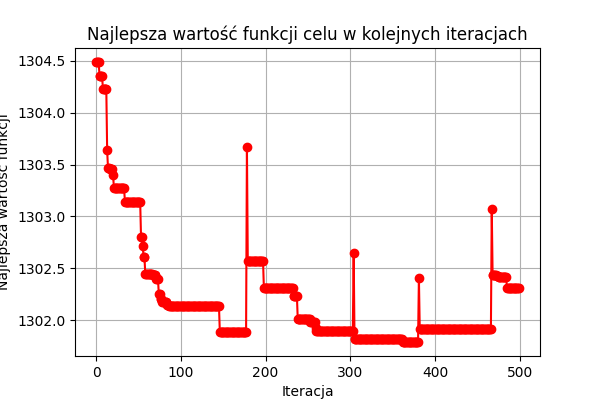 Najlepsza wartość funkcji celu w kolejnych iteracjach
1304.5
1304.0
1303.5
1303.0
1302.5
1302.0
Najlepsza wartość funkcji
0 100 200 300 400 500
Iteracja